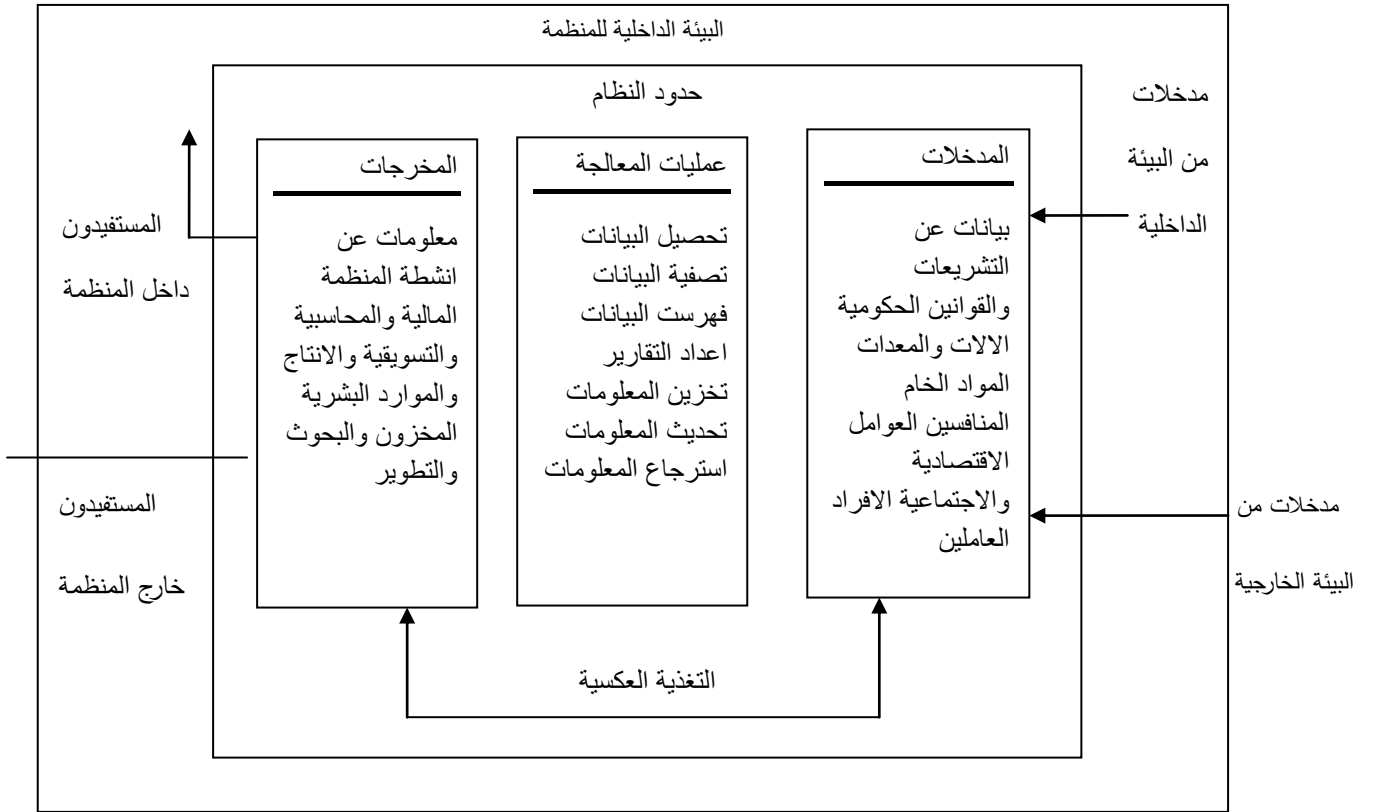 البيئة الداخلية للمنظمة
حدود النظام
مدخلات
من البيئة
الداخلية
مدخلات من
البيئة الخارجية
المدخلات
بيانات عن
التشريعات
والقوانين الحكومية
الالات والمعدات
المواد الخام
المنافسين العوامل
الاقتصادية
والاجتماعية الافراد
العاملين
عمليات المعالجة
تحصيل البيانات
تصفية البيانات
فهرست البيانات
اعداد التقارير
تخزين المعلومات
تحديث المعلومات
استرجاع المعلومات
المخرجات
معلومات عن
انشطة المنظمة
المالية والمحاسبية
والتسويقية والانتاج
والموارد البشرية
المخزون والبحوث
والتطوير
المستفيدون
داخل المنظمة
المستفيدون
خارج المنظمة
التغذية العكسية